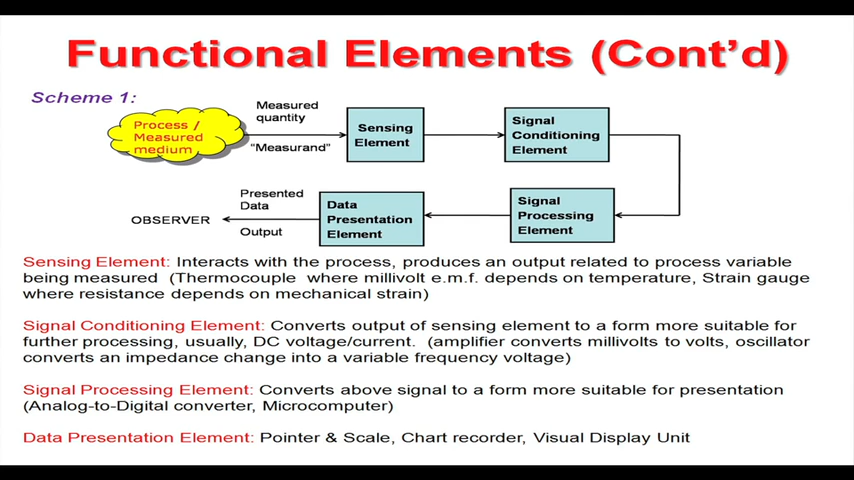 Functional Elements (Cont'd)
Scheme 1:
Measured
quantity
Process /
Measured
medium
"Measurand"
Sensing
Element
Signal
Conditioning
Element
Presented
Data
OBSERVER
Output
Data
Presentation
Element
Signal
Processing
Element
Sensing Element: Interacts with the process, produces an output related to process variable
being measured (Thermocouple where millivolt e.m.f. depends on temperature, Strain gauge
where resistance depends on mechanical strain)
Signal Conditioning Element: Converts output of sensing element to a form more suitable for
further processing, usually, DC voltage/current. (amplifier converts millivolts to volts, oscillator
converts an impedance change into a variable frequency voltage)
Signal Processing Element: Converts above signal to a form more suitable for presentation
(Analog-to-Digital converter, Microcomputer)
Data Presentation Element: Pointer & Scale, Chart recorder, Visual Display Unit